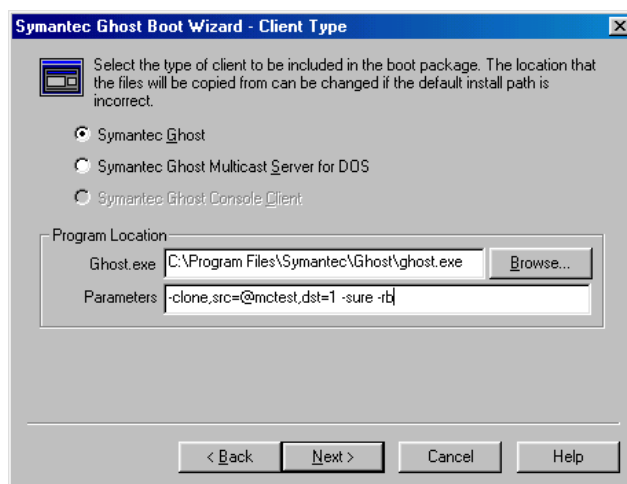 Symantec Ghost Boot Wizard - Client Type
Select the type of client to be included in the boot package. The location that
the files will be copied from can be changed if the default install path is
incorrect.
Symantec Ghost
Symantec Ghost Multicast Server for DOS
Symantec Ghost Console Client
Program Location
Ghost.exe C:\Program Files\Symantec\Ghost\ghost.exe Browse...
Parameters -clone,src=@mctest,dst=1 -sure -rb
< Back Next > Cancel Help